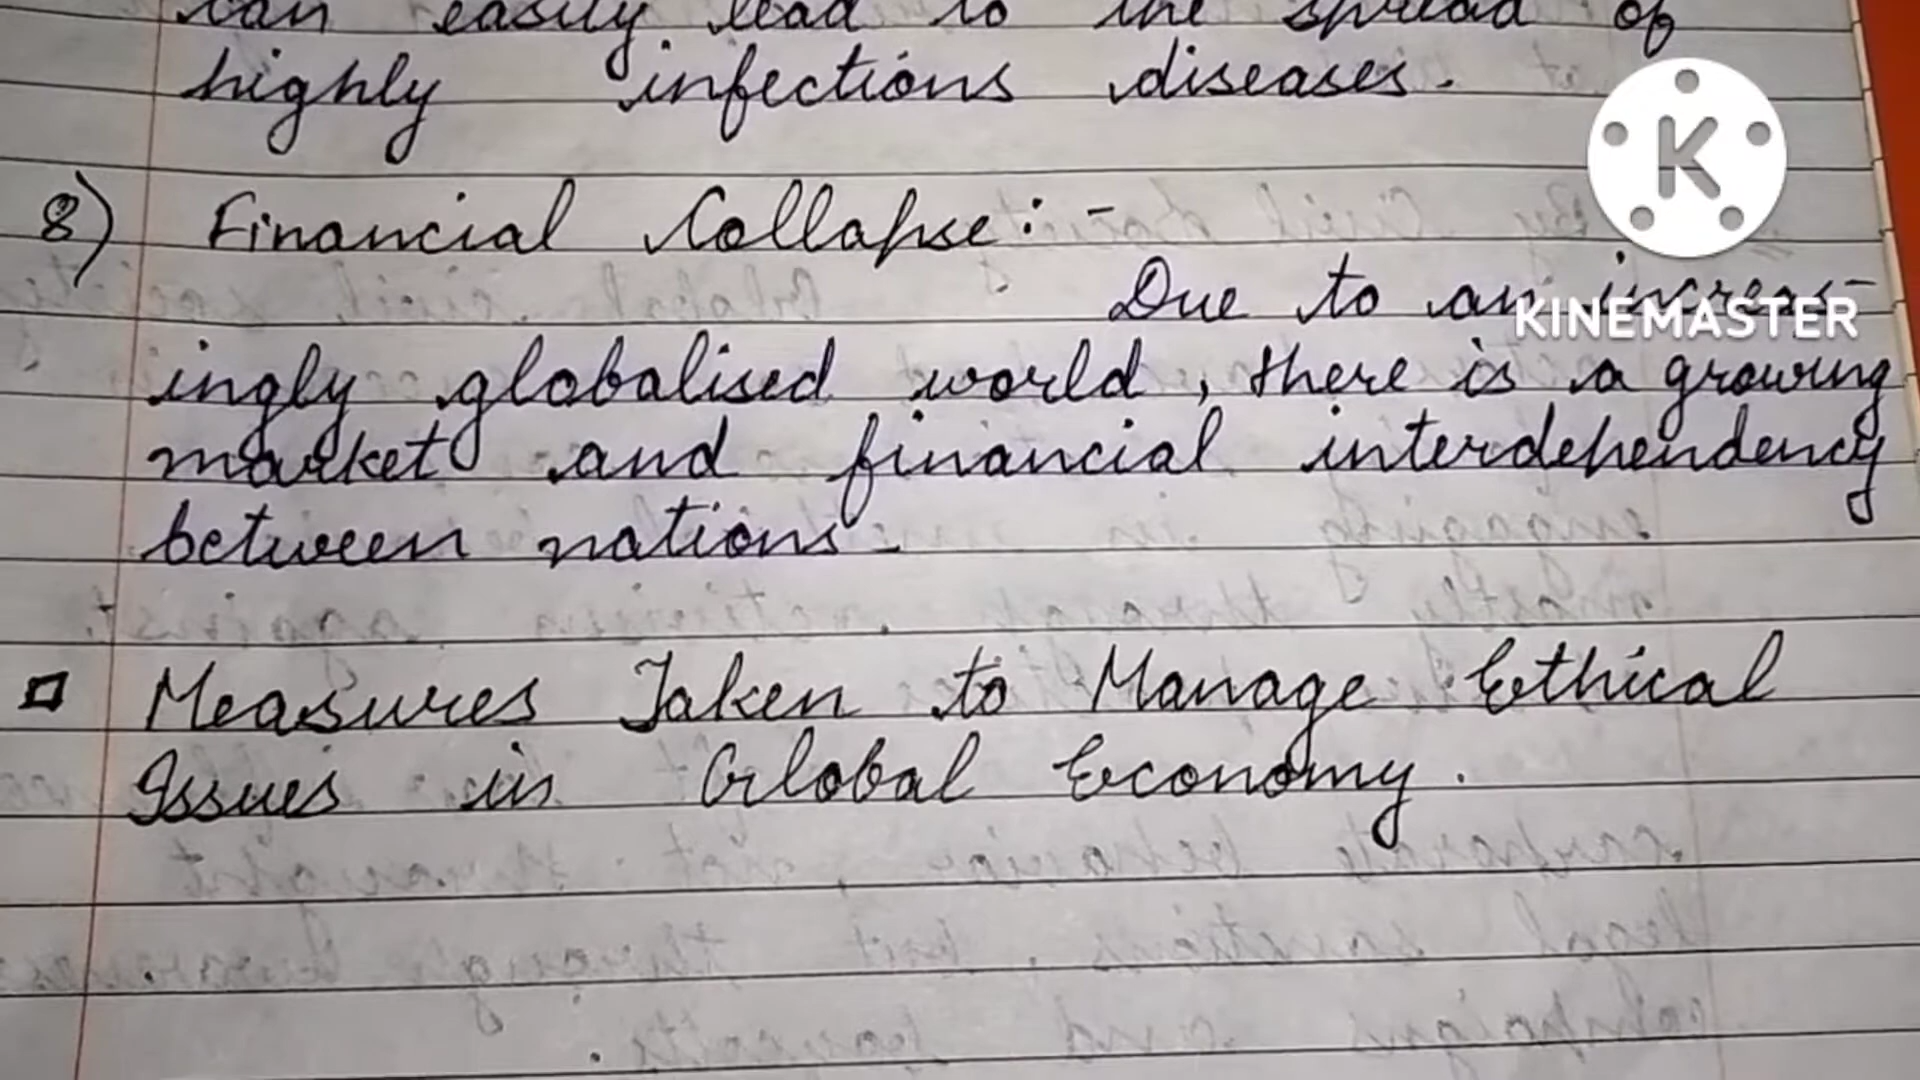 can easily lead to the spread of
highly infections diseases.
8) Financial Collapse:-
Due to an increas-
ingly globalised world, there is a growing
market and financial interdependency
between nations.
▫ Measures Taken to Manage Ethical
Issues in Global Economy.
K
KINEMASTER